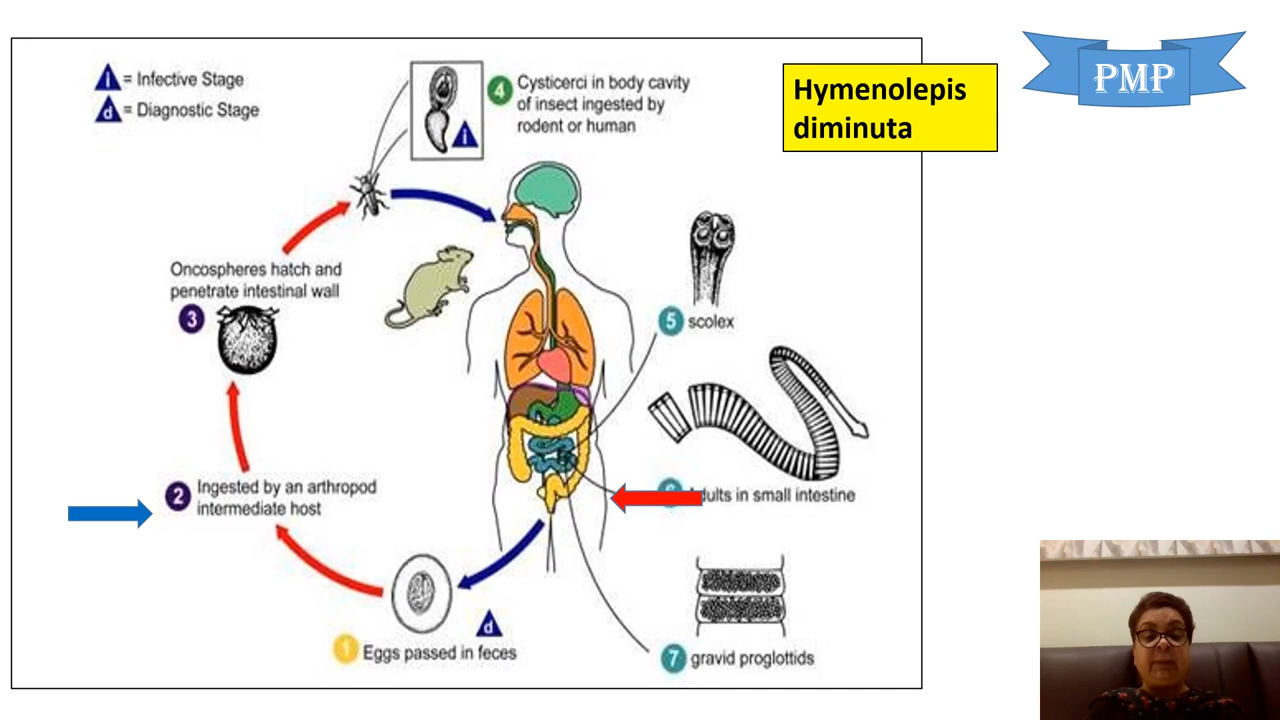 i = Infective Stage
d = Diagnostic Stage
4 Cysticerci in body cavity
of insect ingested by
rodent or human
i
Hymenolepis
diminuta
PMP
Oncospheres hatch and
penetrate intestinal wall
3
5 scolex
2 Ingested by an arthropod
intermediate host
in small intestine
d
1 Eggs passed in feces
7 gravid proglottids